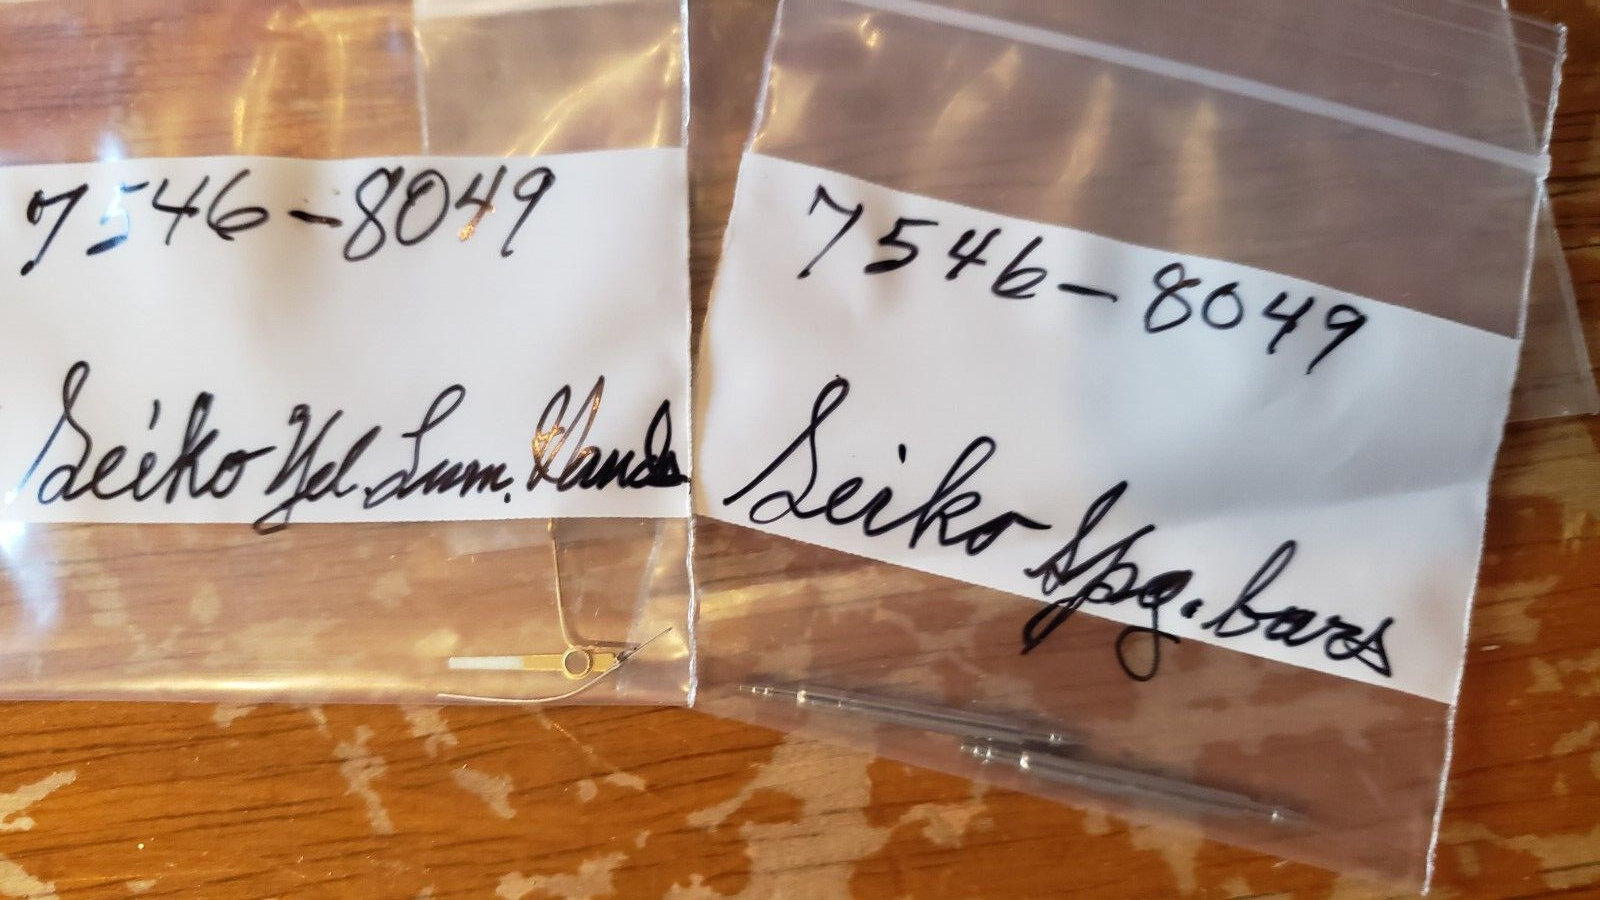 7546-8049
Seiko Yel. Lum. Hands
7546-8049
Seiko Spg. bars